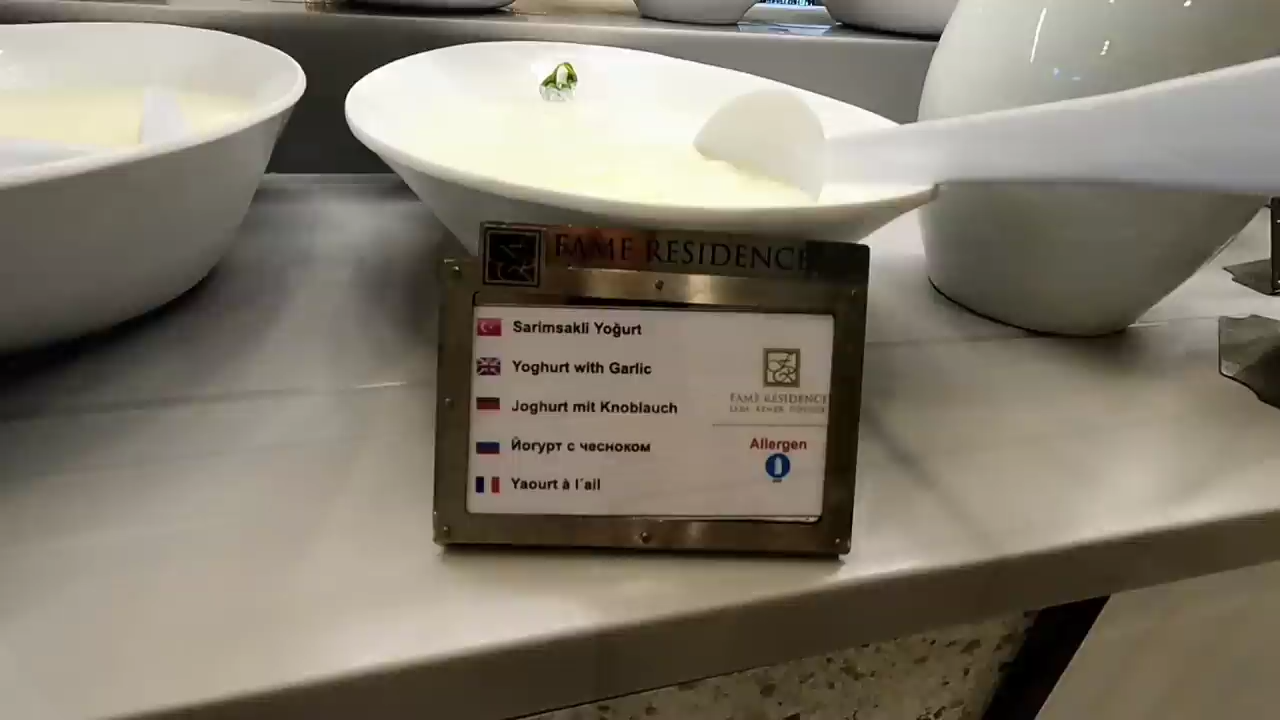 FAME RESIDENCE
Sarimsakli Yoğurt
Yoghurt with Garlic
Joghurt mit Knoblauch
Йогурт с чесноком
Yaourt à l´ail
FAME RESIDENCE
Allergen